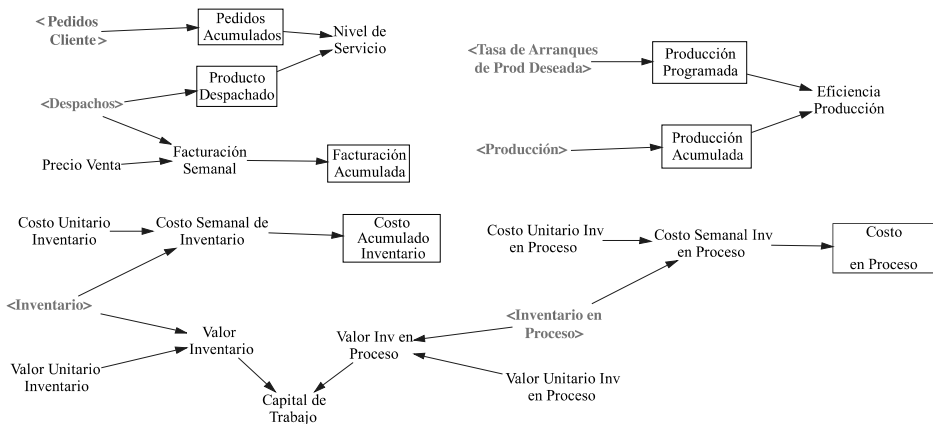 < Pedidos
Cliente>
Pedidos
Acumulados
Nivel de
Servicio
Producto
Despachado
<Despachos>
Precio Venta
Facturación
Semanal
Facturación
Acumulada
<Tasa de Arranques
de Prod Deseada>
Producción
Programada
Eficiencia
Producción
<Producción>
Producción
Acumulada
Costo Unitario
Inventario
Costo Semanal de
Inventario
Costo
Acumulado
Inventario
<Inventario>
Valor
Inventario
Valor Unitario
Inventario
Capital de
Trabajo
Valor Inv en
Proceso
Costo Unitario Inv
en Proceso
Costo Semanal Inv
en Proceso
Costo
en Proceso
<Inventario en
Proceso>
Valor Unitario Inv
en Proceso